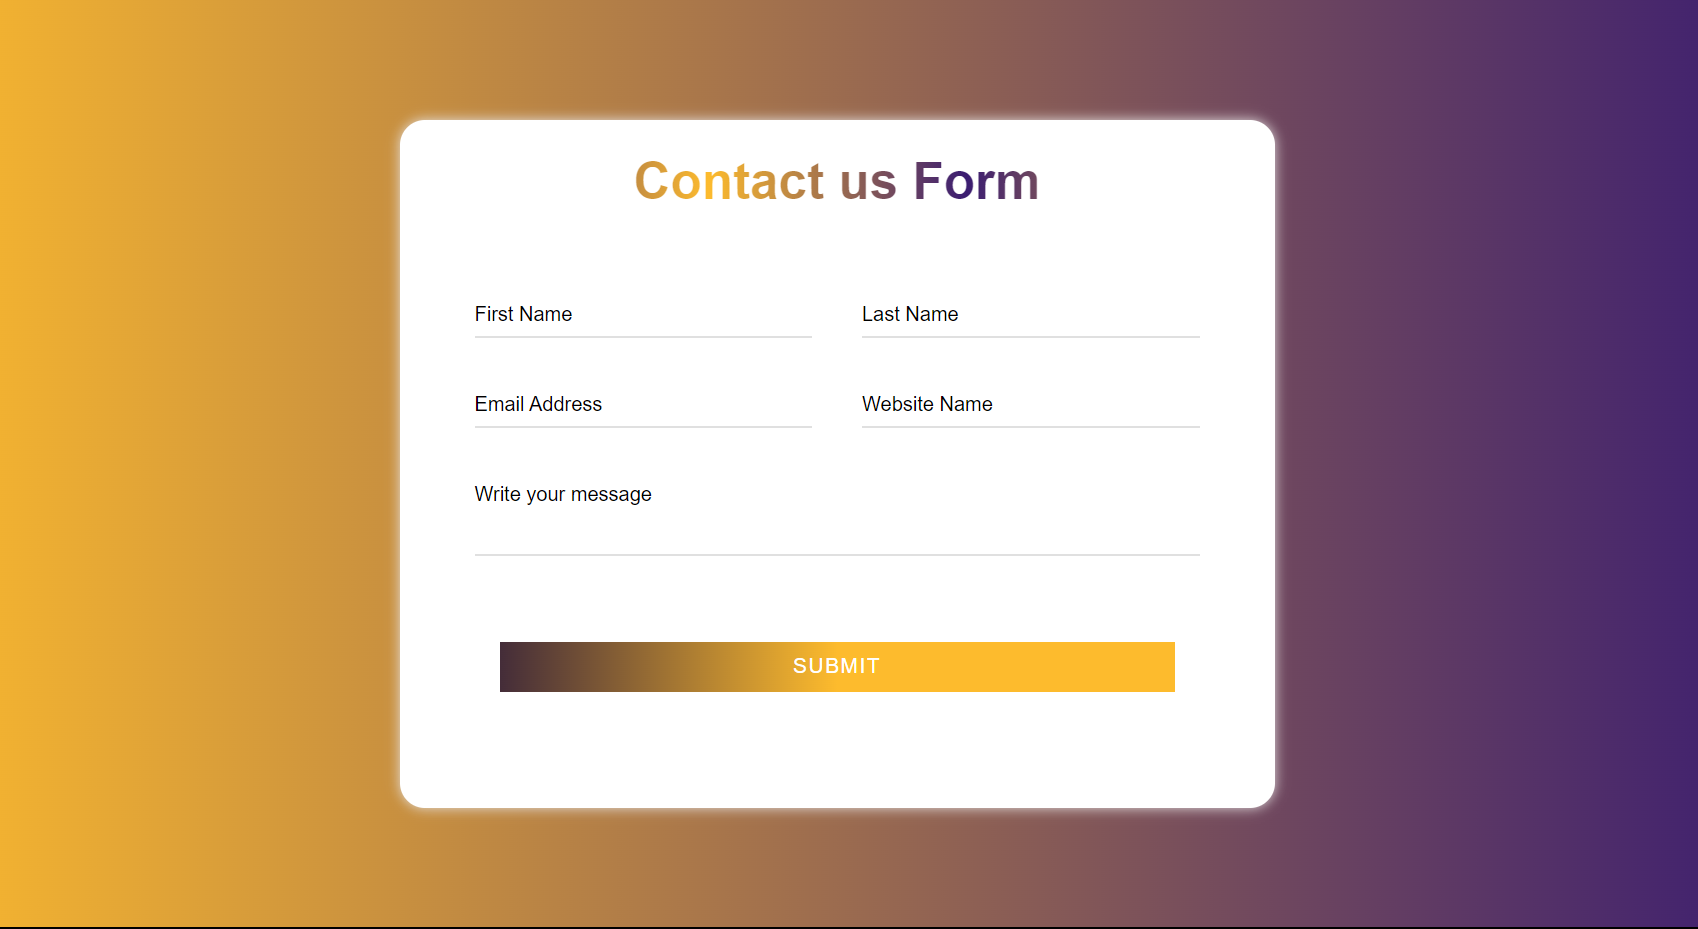 Contact us Form
First Name
Last Name
Email Address
Website Name
Write your message
SUBMIT